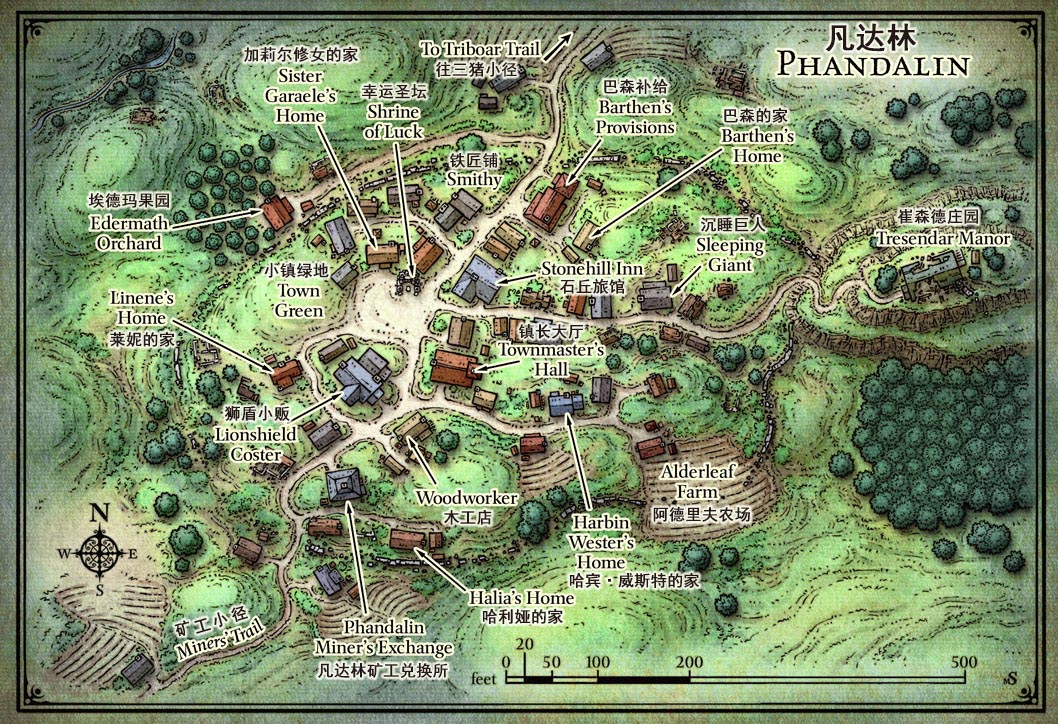 凡达林
PHANDALIN
加莉尔修女的家
Sister
Garaele's
Home
To Triboar Trail
往三猪小径
幸运圣坛
Shrine
of Luck
巴森补给
Barthen's
Provisions
巴森的家
Barthen's
Home
铁匠铺
Smithy
埃德玛果园
Edermath
Orchard
沉睡巨人
Sleeping
Giant
崔森德庄园
Tresendar Manor
小镇绿地
Town
Green
Stonehill Inn
石丘旅馆
Linene's
Home
莱妮的家
镇长大厅
Townmaster's
Hall
狮盾小贩
Lionshield
Coster
Woodworker
木工店
Alderleaf
Farm
阿德里夫农场
Harbin
Wester's
Home
哈宾·威斯特的家
Halia's Home
哈利娅的家
矿工小径
Miners' Trail
Phandalin
Miner's Exchange
凡达林矿工兑换所
N
W
E
S
20
0 50 100 200 500
feet